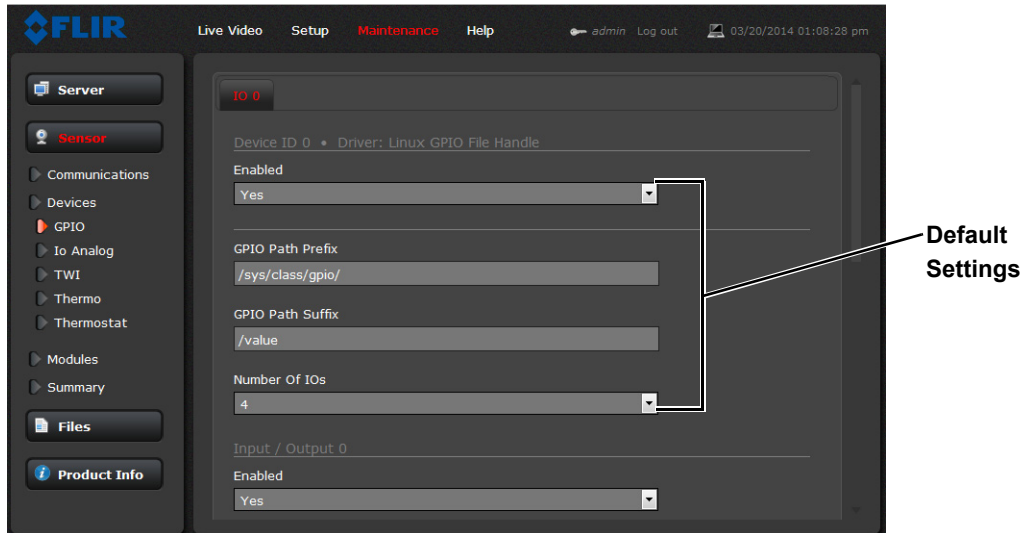 FLIR
Live Video Setup Maintenance Help admin Log out 03/20/2014 01:08:28 pm
Server
Sensor
Communications
Devices
GPIO
Io Analog
TWI
Thermo
Thermostat
Modules
Summary
Files
Product Info
IO 0
Device ID 0 • Driver: Linux GPIO File Handle
Enabled
Yes
GPIO Path Prefix
/sys/class/gpio/
GPIO Path Suffix
/value
Number Of IOs
4
Input / Output 0
Enabled
Yes
Default
Settings